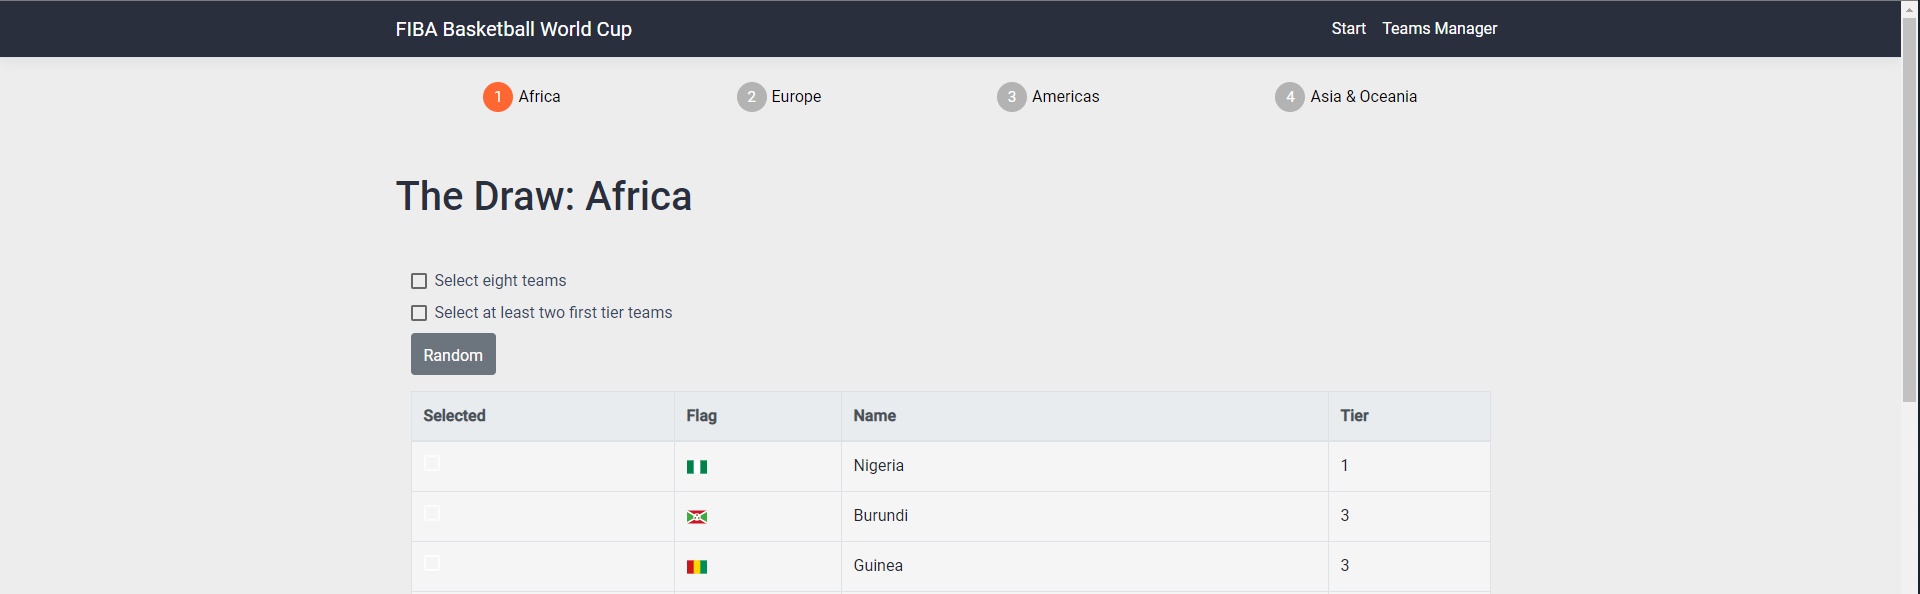 FIBA Basketball World Cup Start Teams Manager
1 Africa 2 Europe 3 Americas 4 Asia & Oceania
The Draw: Africa
Select eight teams
Select at least two first tier teams
Random
Selected Flag Name Tier
Nigeria 1
Burundi 3
Guinea 3